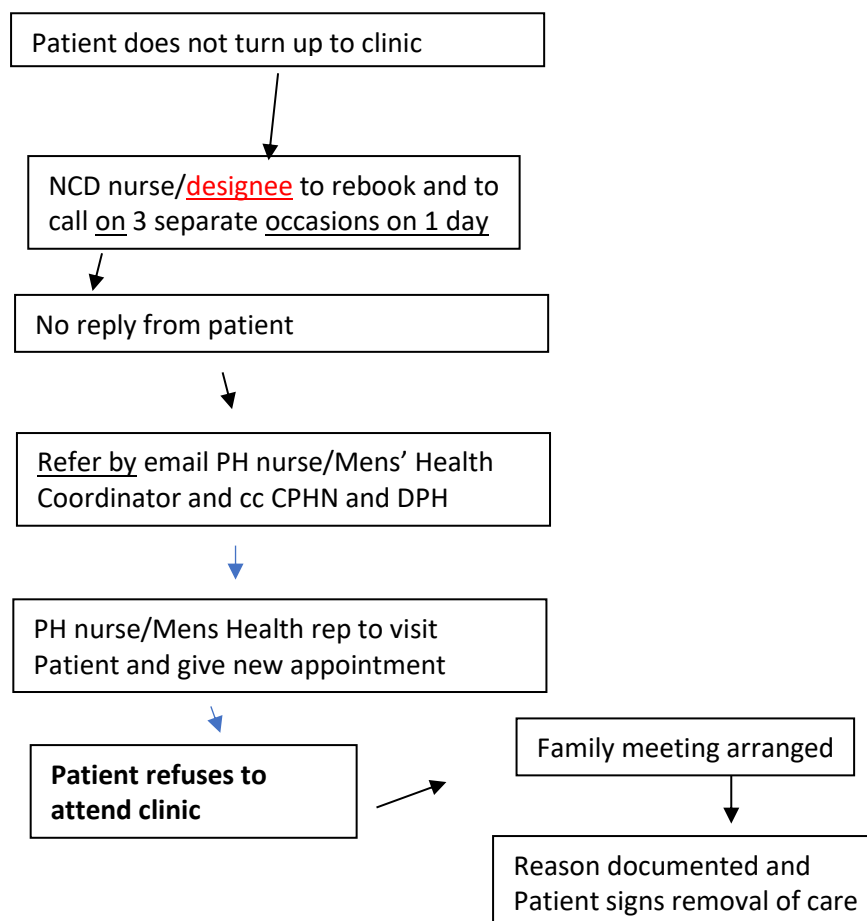 Patient does not turn up to clinic
NCD nurse/designee to rebook and to
call on 3 separate occasions on 1 day
No reply from patient
Refer by email PH nurse/Mens' Health
Coordinator and cc CPHN and DPH
PH nurse/Mens Health rep to visit
Patient and give new appointment
Patient refuses to
attend clinic
Family meeting arranged
Reason documented and
Patient signs removal of care